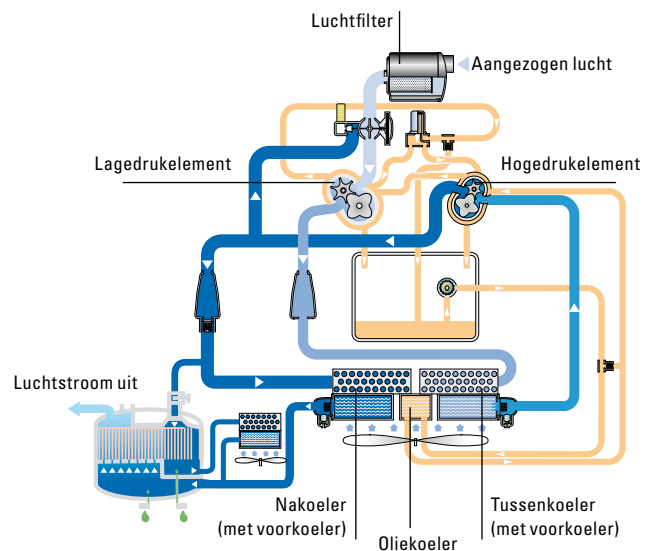 Luchtfilter
Aangezogen lucht
Lagedrukelement
Hogedrukelement
Luchtstroom uit
Nakoeler
(met voorkoeler)
Oliekoeler
Tussenkoeler
(met voorkoeler)